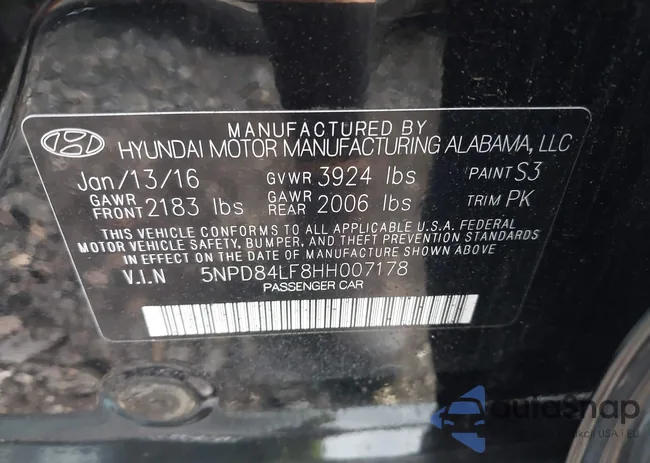 MANUFACTURED BY
HYUNDAI MOTOR MANUFACTURING ALABAMA, LLC
Jan/13/16 GVWR 3924 lbs PAINT S3
GAWR FRONT 2183 lbs GAWR REAR 2006 lbs TRIM PK
THIS VEHICLE CONFORMS TO ALL APPLICABLE U.S.A. FEDERAL
MOTOR VEHICLE SAFETY, BUMPER, AND THEFT PREVENTION STANDARDS
IN EFFECT ON THE DATE OF MANUFACTURE SHOWN ABOVE
V.I.N 5NPD84LF8HH007178
PASSENGER CAR
autosnap
USA i EU